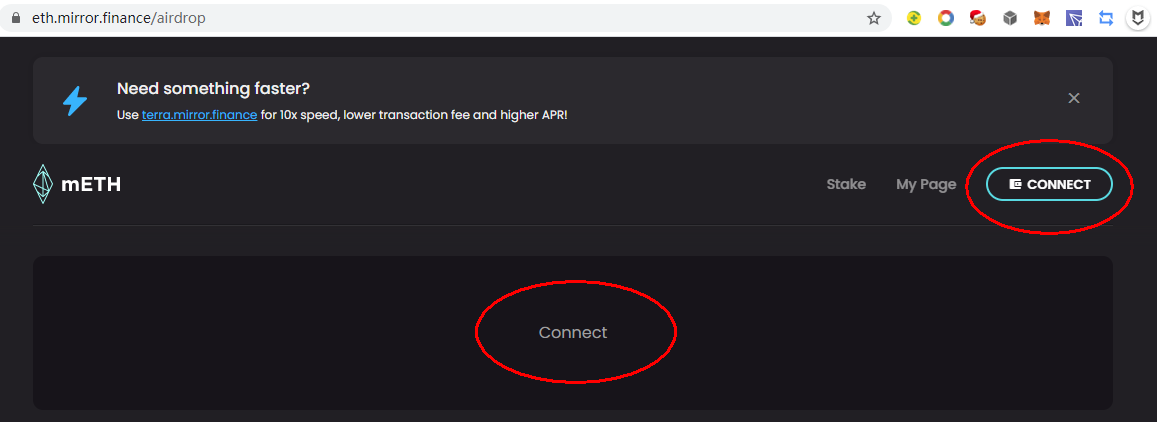 eth.mirror.finance/airdrop
Need something faster?
Use terra.mirror.finance for 10x speed, lower transaction fee and higher APR!
mETH
Stake
My Page
CONNECT
Connect